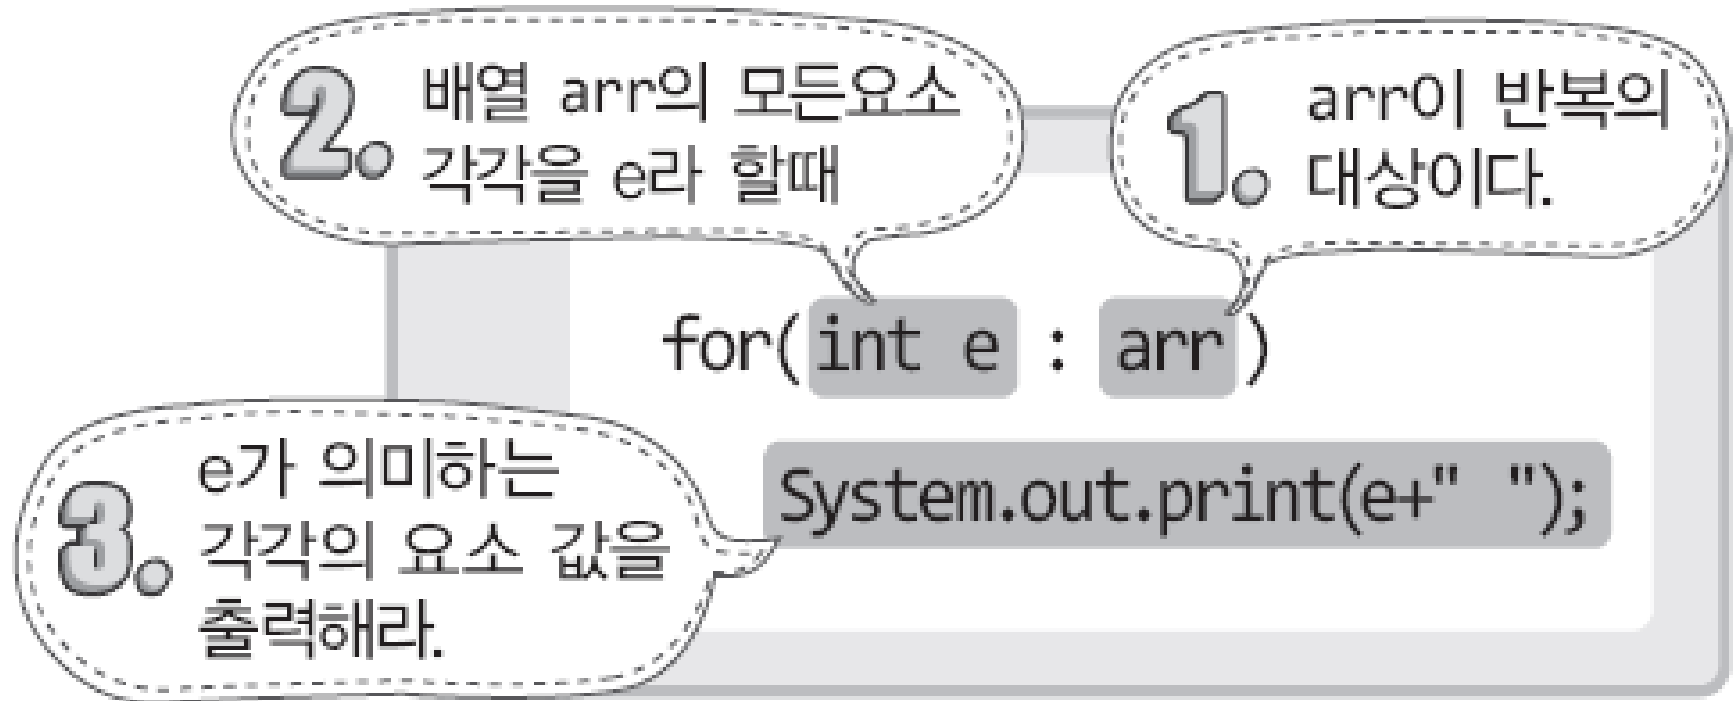 2. 배열 arr의 모든요소
각각을 e라 할때
1. arr이 반복의
대상이다.
for(int e : arr)
System.out.print(e+" ");
3. e가 의미하는
각각의 요소 값을
출력해라.